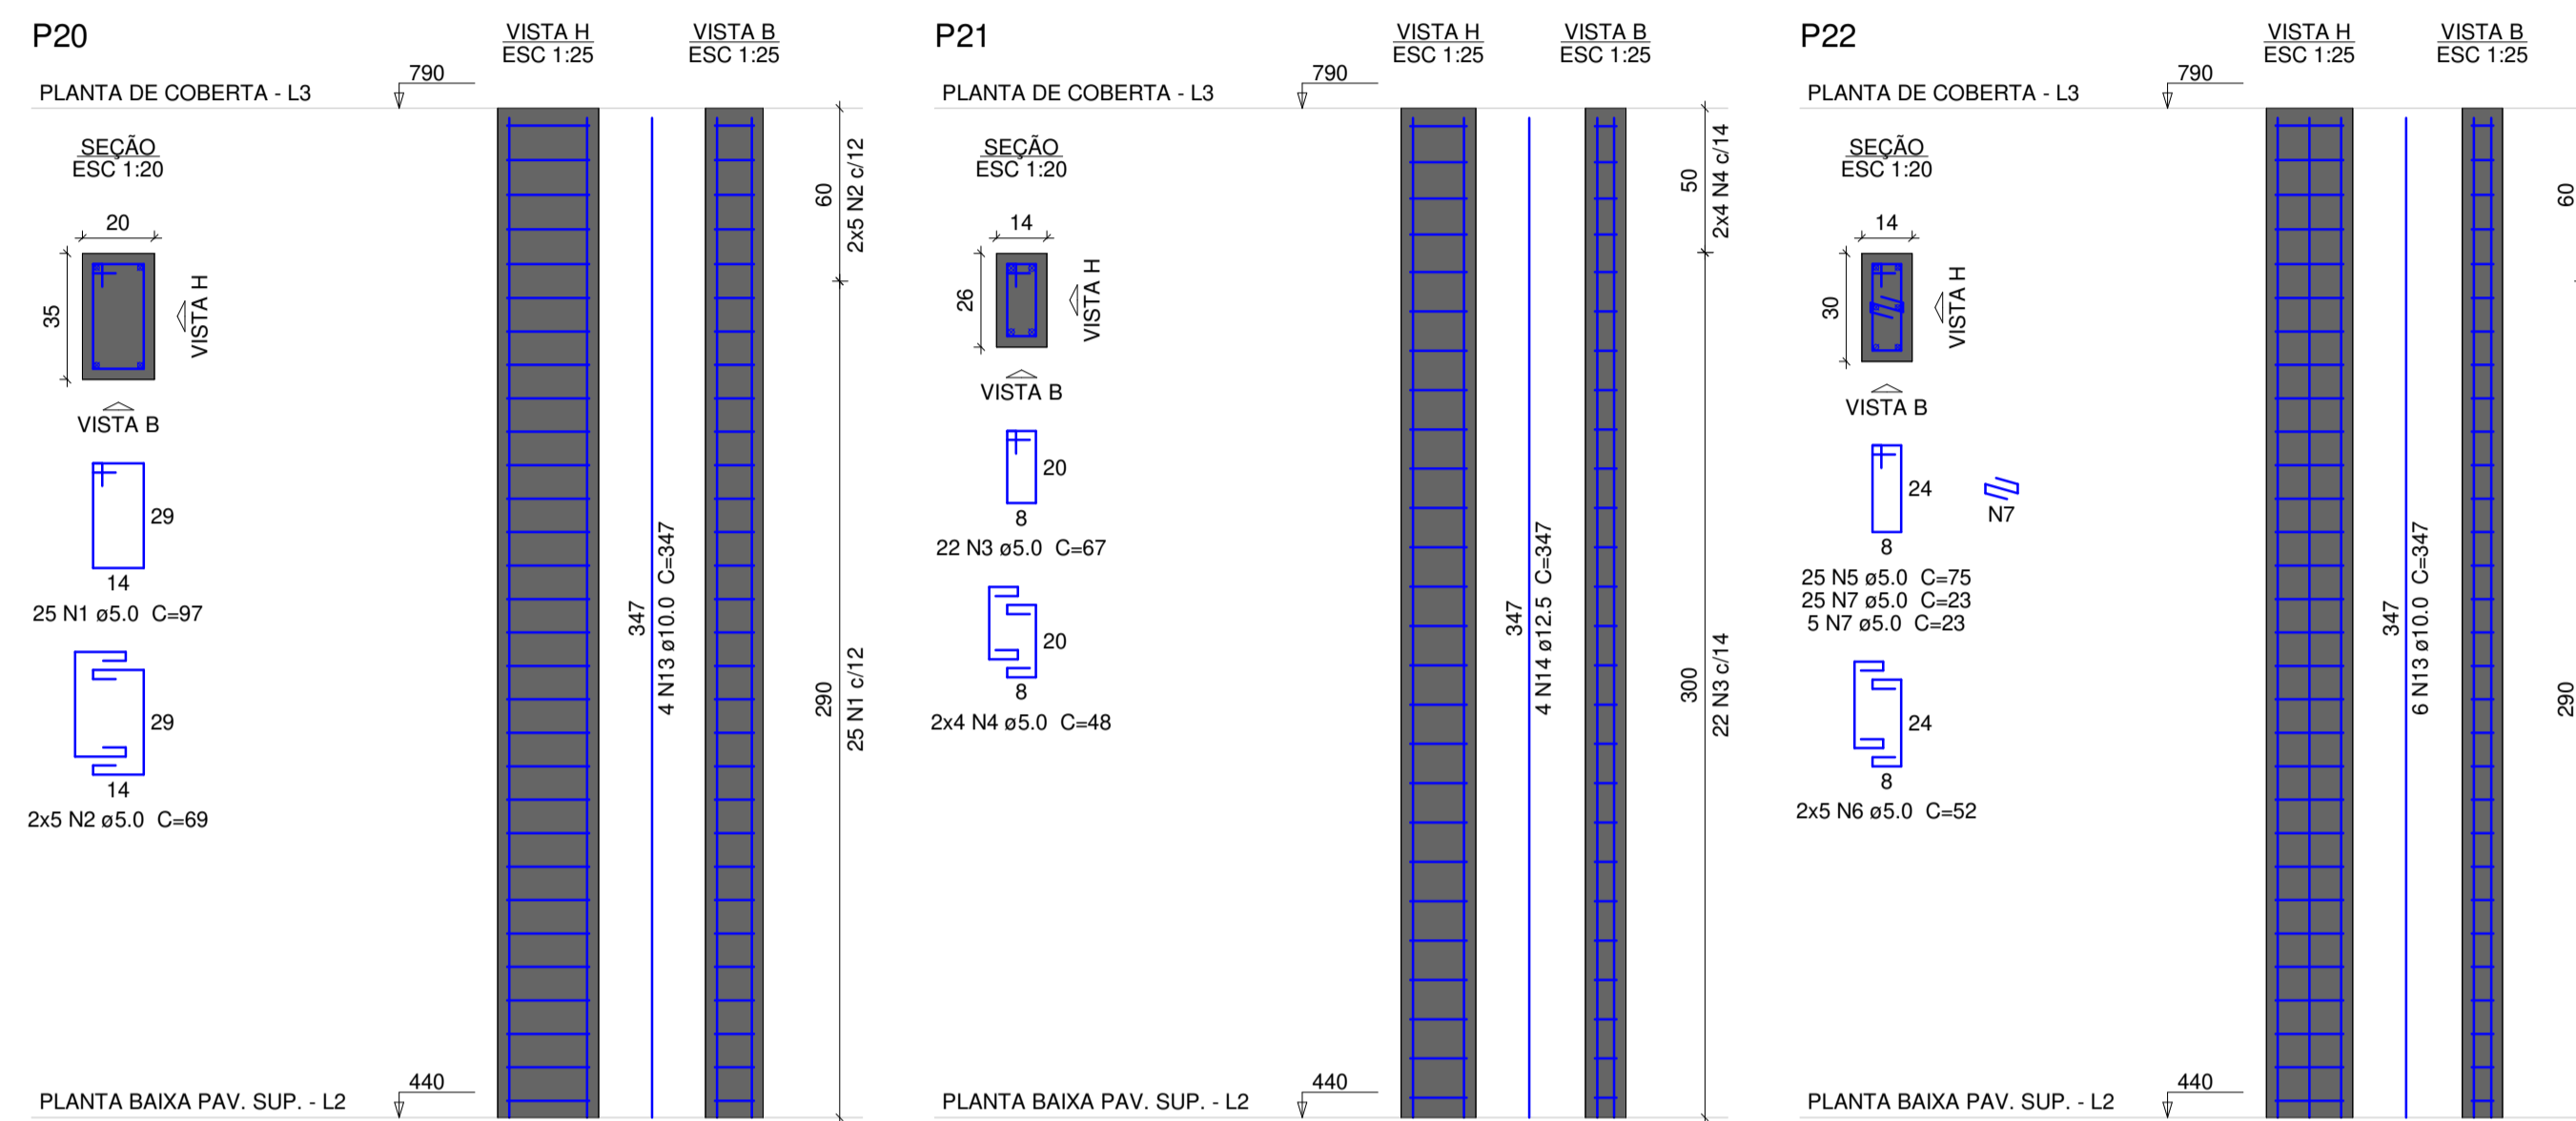 P20
VISTA H
ESC 1:25
VISTA B
ESC 1:25
790
PLANTA DE COBERTA - L3
SEÇÃO
ESC 1:20
20
35
VISTA H
VISTA B
29
14
25 N1 ø5.0 C=97
29
14
2x5 N2 ø5.0 C=69
347
4 N13 ø10.0 C=347
60
2x5 N2 c/12
290
25 N1 c/12
440
PLANTA BAIXA PAV. SUP. - L2
P21
VISTA H
ESC 1:25
VISTA B
ESC 1:25
790
PLANTA DE COBERTA - L3
SEÇÃO
ESC 1:20
14
26
VISTA H
VISTA B
20
8
22 N3 ø5.0 C=67
20
8
2x4 N4 ø5.0 C=48
347
4 N14 ø12.5 C=347
50
2x4 N4 c/14
300
22 N3 c/14
440
PLANTA BAIXA PAV. SUP. - L2
P22
VISTA H
ESC 1:25
VISTA B
ESC 1:25
790
PLANTA DE COBERTA - L3
SEÇÃO
ESC 1:20
14
30
VISTA H
VISTA B
24
8
N7
25 N5 ø5.0 C=75
25 N7 ø5.0 C=23
5 N7 ø5.0 C=23
24
8
2x5 N6 ø5.0 C=52
347
6 N13 ø10.0 C=347
60
290
440
PLANTA BAIXA PAV. SUP. - L2